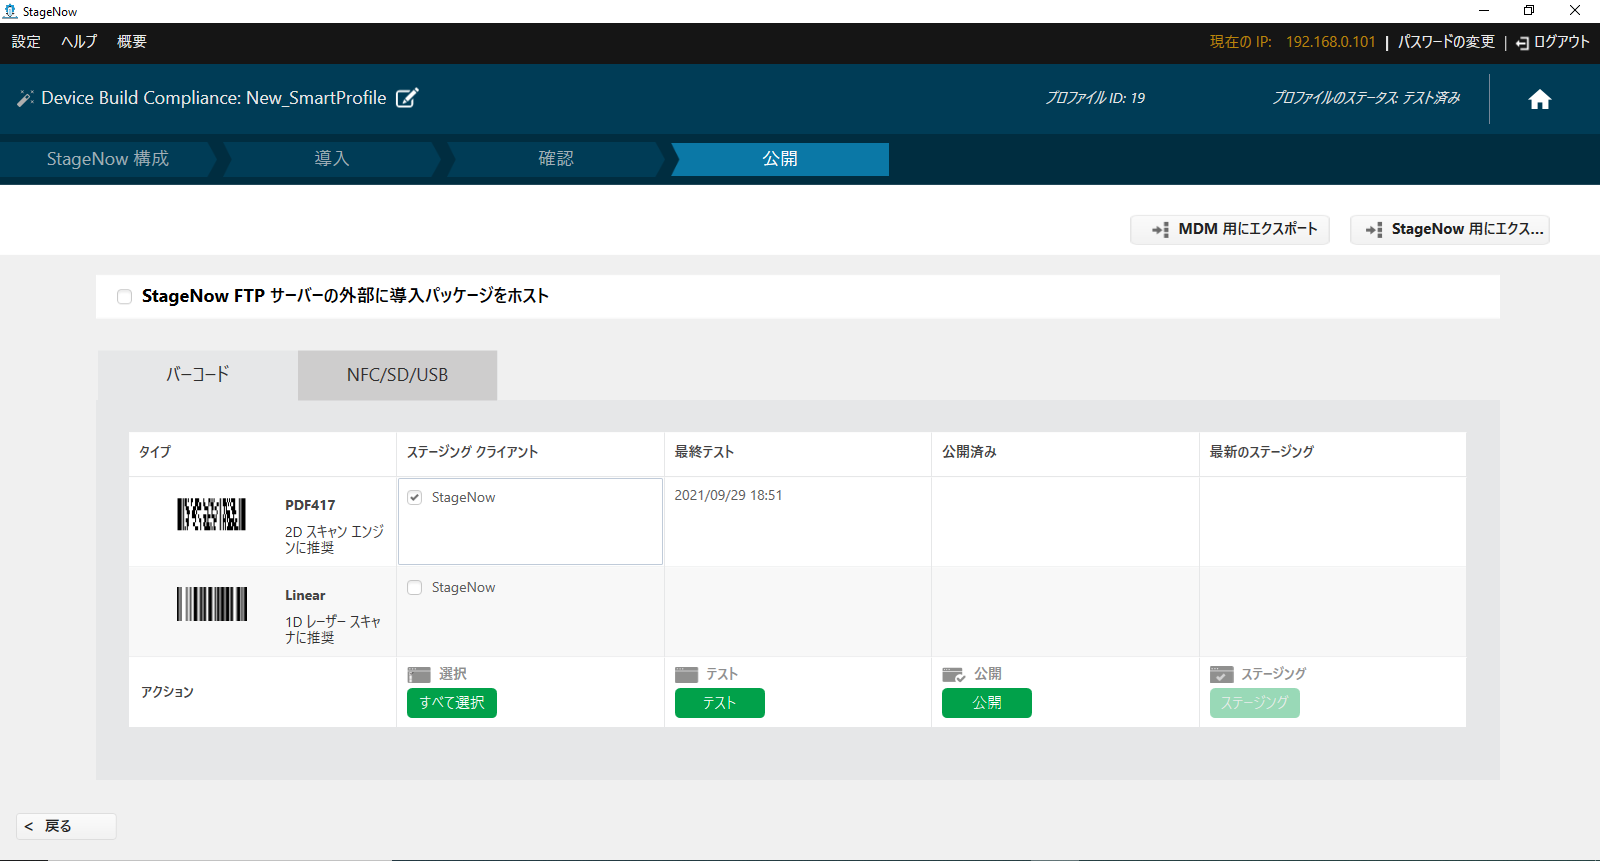 StageNow
設定 ヘルプ 概要
現在の IP: 192.168.0.101 | パスワードの変更 | ログアウト
Device Build Compliance: New_SmartProfile
プロファイル ID: 19
プロファイルのステータス: テスト済み
StageNow 構成
導入
確認
公開
MDM 用にエクスポート
StageNow 用にエクス...
StageNow FTP サーバーの外部に導入パッケージをホスト
バーコード
NFC/SD/USB
タイプ
ステージング クライアント
最終テスト
公開済み
最新のステージング
PDF417
2D スキャン エンジ
ンに推奨
StageNow
2021/09/29 18:51
Linear
1D レーザー スキャ
ナに推奨
StageNow
アクション
選択
すべて選択
テスト
テスト
公開
公開
ステージング
ステージング
< 戻る